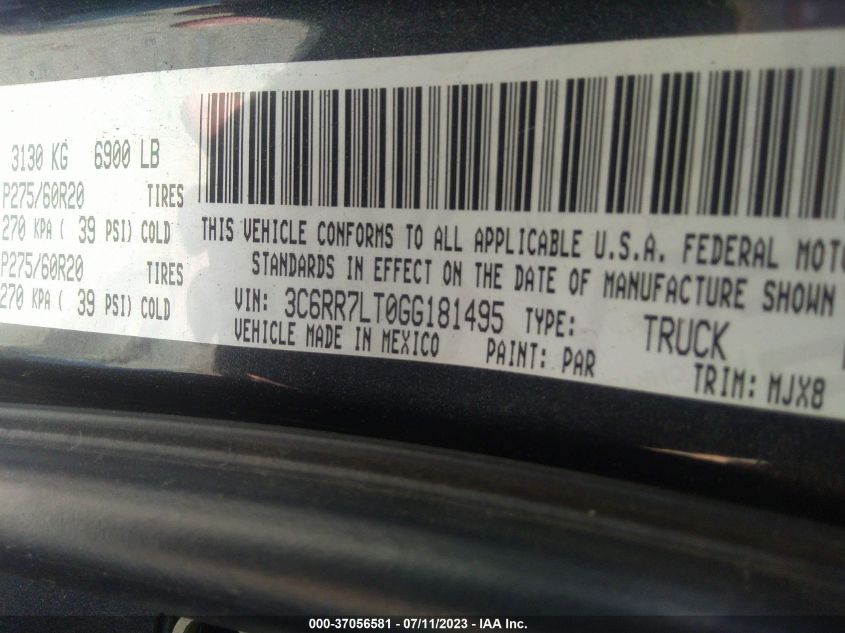 3130 KG 6900 LB
P275/60R20 TIRES
270 KPA ( 39 PSI) COLD
P275/60R20 TIRES
270 KPA ( 39 PSI) COLD
THIS VEHICLE CONFORMS TO ALL APPLICABLE U.S.A. FEDERAL
STANDARDS IN EFFECT ON THE DATE OF MANUFACTURE SHOWN
VIN: 3C6RR7LT0GG181495 TYPE: TRUCK
VEHICLE MADE IN MEXICO PAINT: PAR TRIM: MJX8
000-37056581 - 07/11/2023 - IAA Inc.